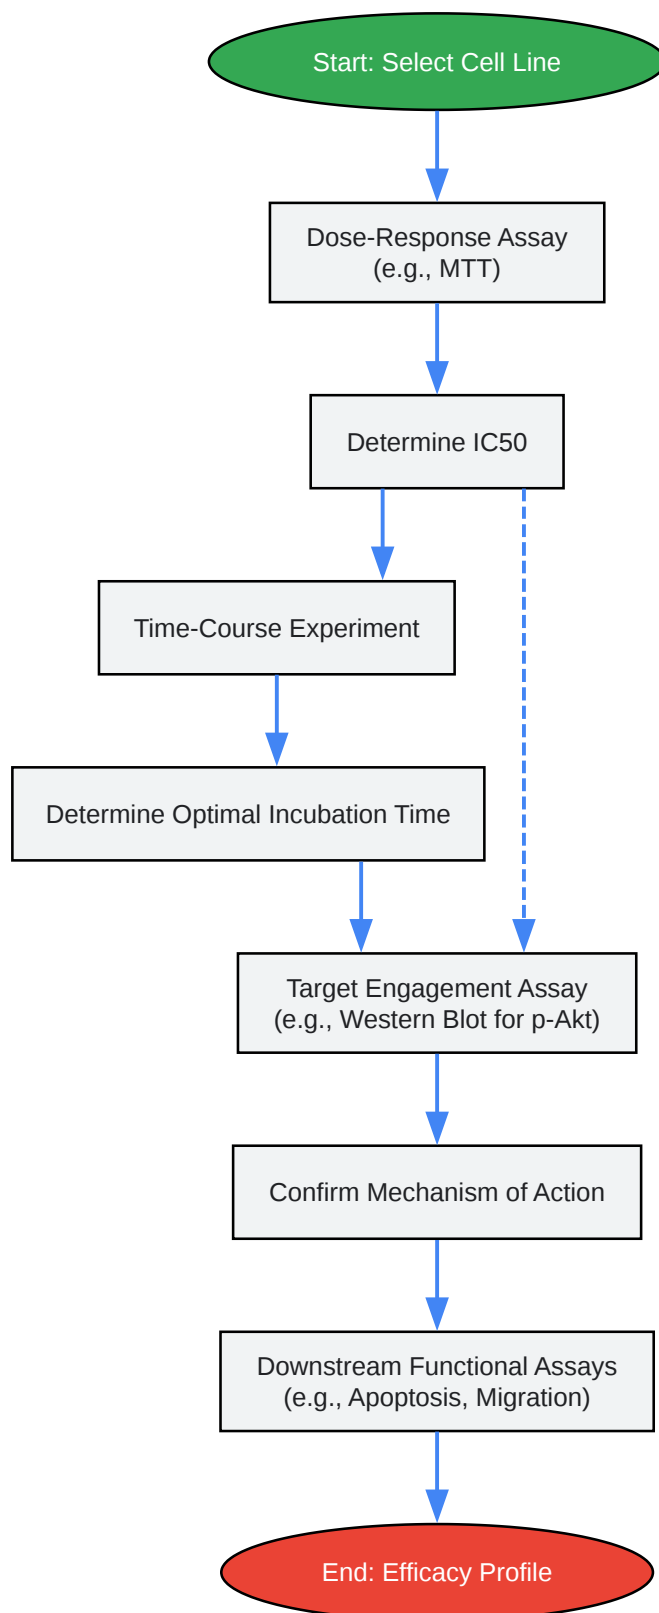 Start: Select Cell Line
Dose-Response Assay
(e.g., MTT)
Determine IC50
Time-Course Experiment
Determine Optimal Incubation Time
Target Engagement Assay
(e.g., Western Blot for p-Akt)
Confirm Mechanism of Action
Downstream Functional Assays
(e.g., Apoptosis, Migration)
End: Efficacy Profile